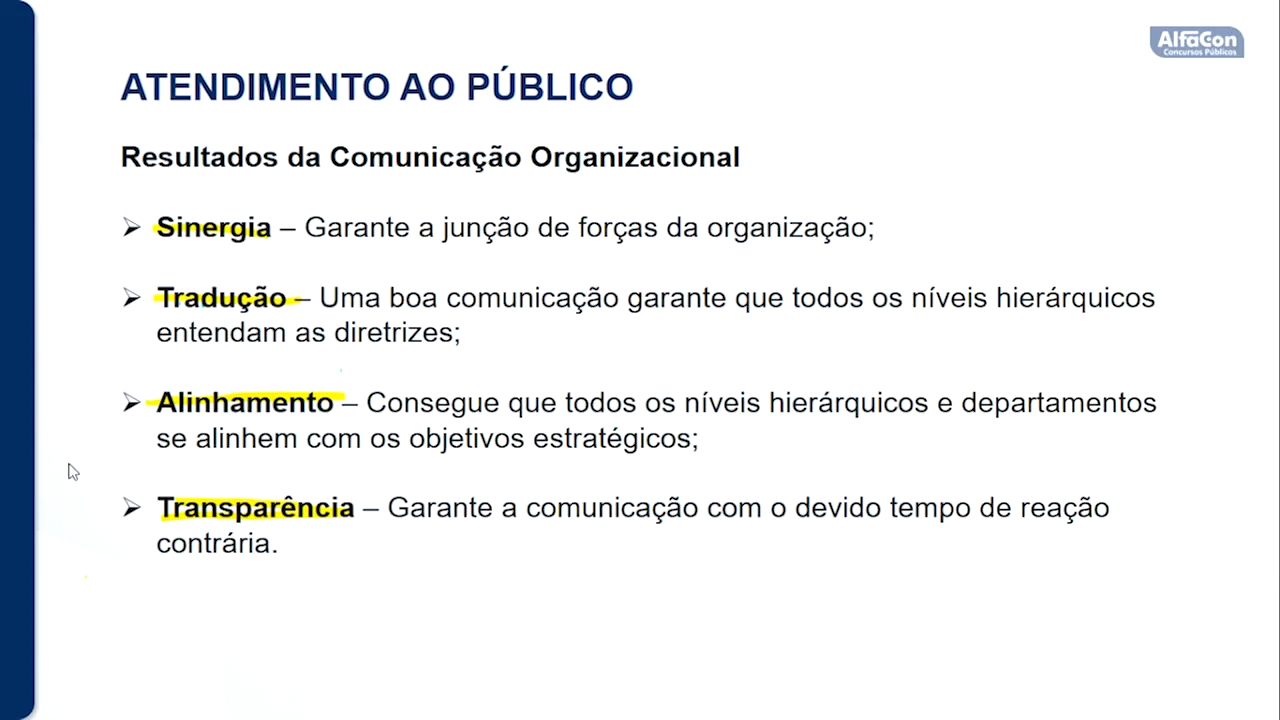 AlfaCon
Concursos Públicos
ATENDIMENTO AO PÚBLICO
Resultados da Comunicação Organizacional
➢ Sinergia – Garante a junção de forças da organização;
➢ Tradução – Uma boa comunicação garante que todos os níveis hierárquicos
entendam as diretrizes;
➢ Alinhamento – Consegue que todos os níveis hierárquicos e departamentos
se alinhem com os objetivos estratégicos;
➢ Transparência – Garante a comunicação com o devido tempo de reação
contrária.